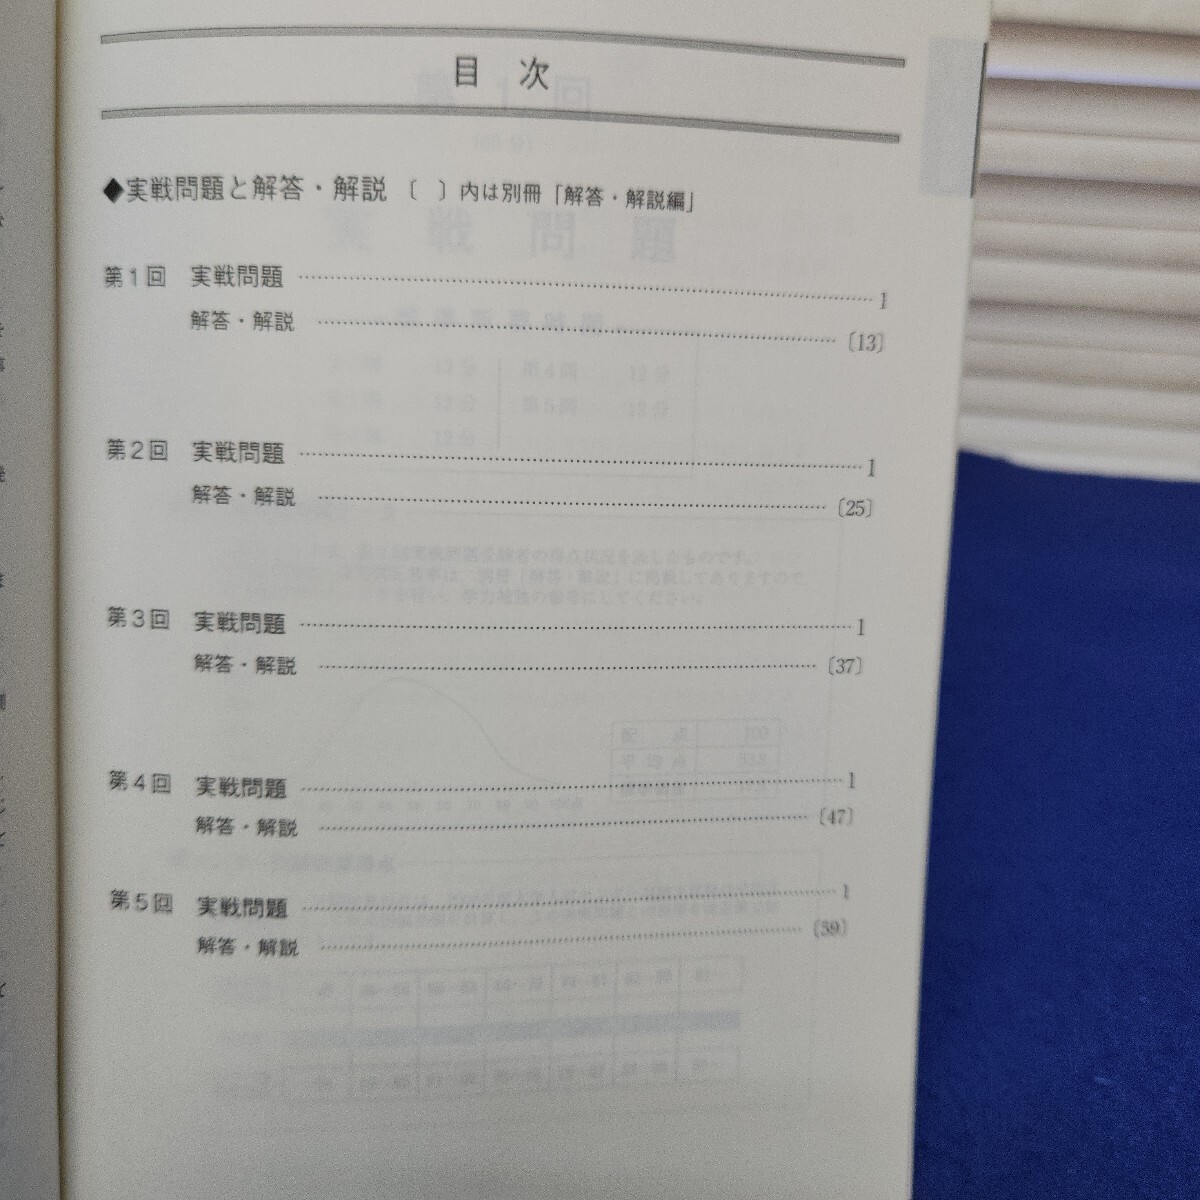 目 次
◆実戦問題と解答・解説 〔 〕内は別冊「解答・解説編」
第1回 実戦問題 1
解答・解説 〔13〕
第2回 実戦問題 1
解答・解説 〔25〕
第3回 実戦問題 1
解答・解説 〔37〕
第4回 実戦問題 1
解答・解説 〔47〕
第5回 実戦問題 1
解答・解説 〔59〕